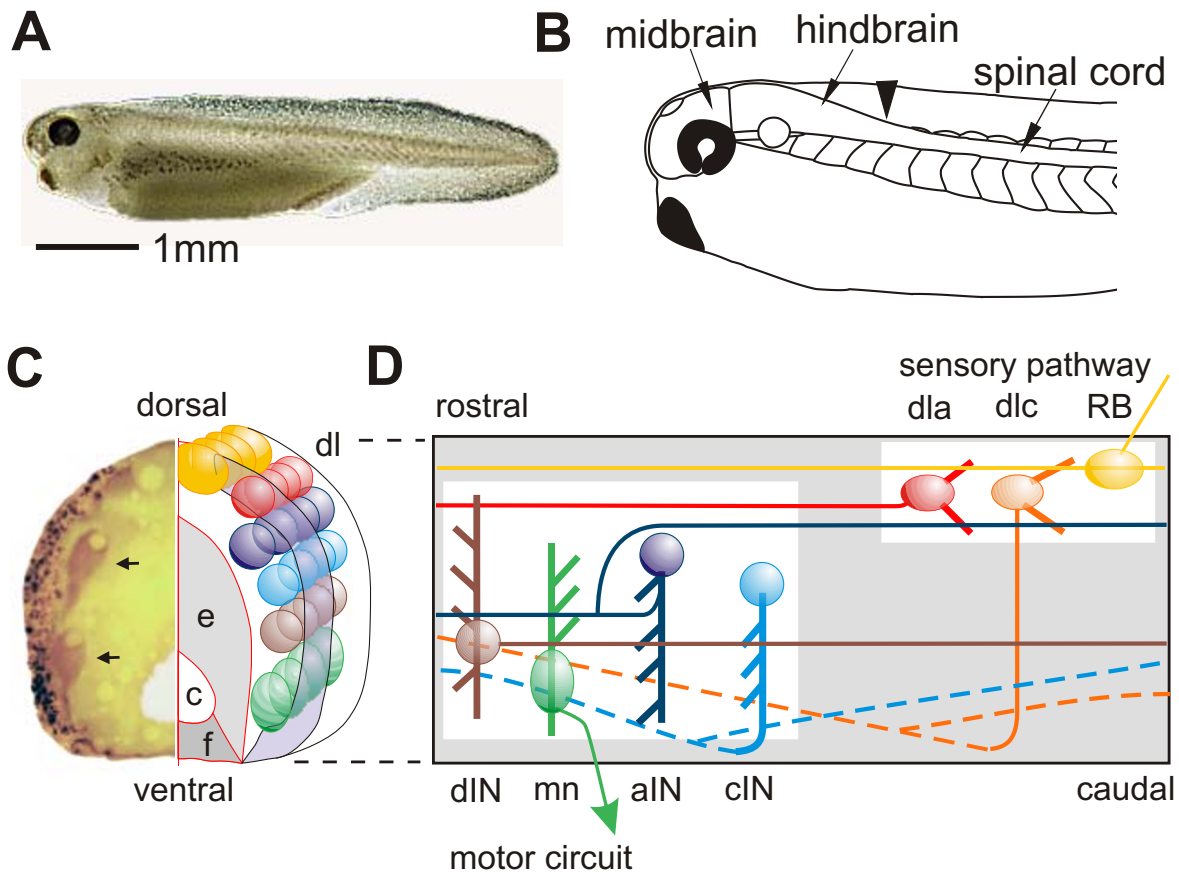 A
1mm
B
midbrain
hindbrain
spinal cord
C
dorsal
dl
e
c
f
ventral
D
sensory pathway
rostral
dla
dlc
RB
dIN
mn
aIN
cIN
caudal
motor circuit